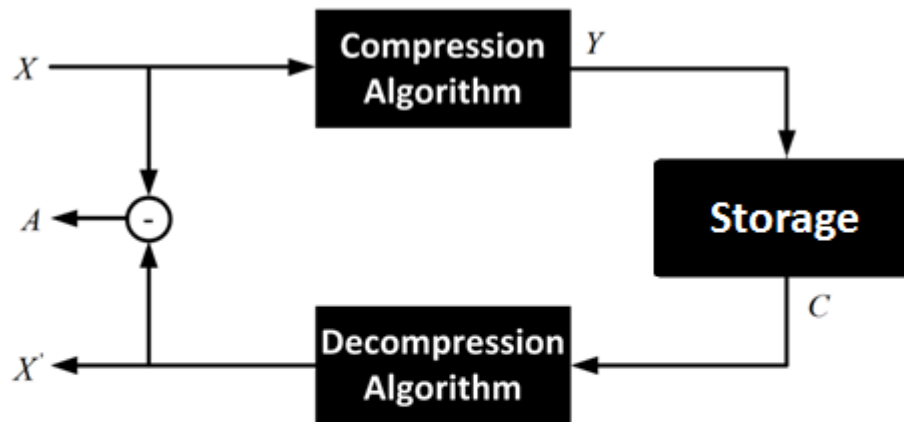 X
Compression
Algorithm
Y
A
-
Storage
C
X'
Decompression
Algorithm